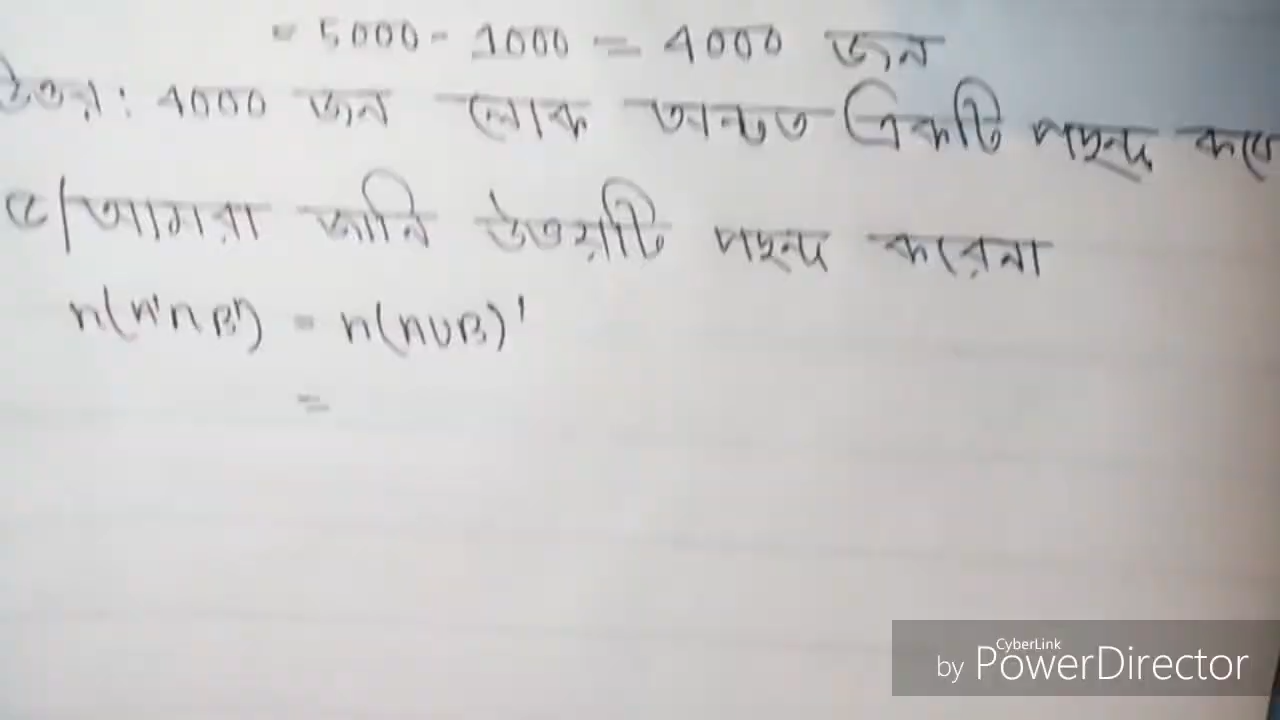 = 5000 - 1000 = 4000 জন
উত্তর: 4000 জন লোক অন্তত একটি পছন্দ করে
c/ আমরা জানি উভয়টি পছন্দ করেনা
n(n'∩B') = n(n∪B)'
=
CyberLink
by PowerDirector